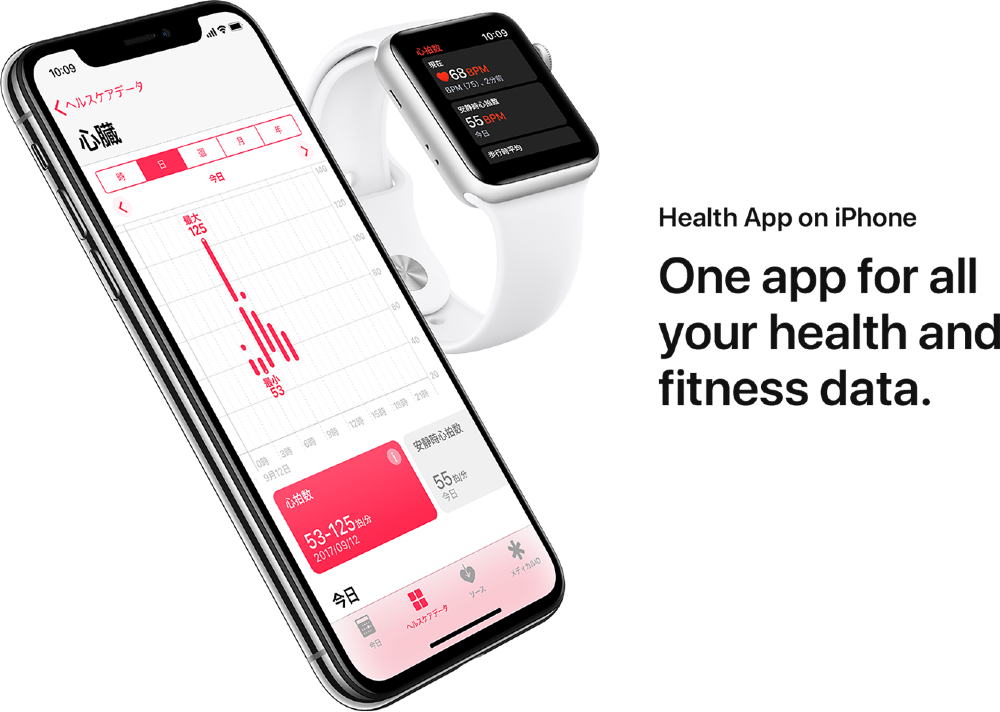 10:09
ヘルスケアデータ
心臓
時 日 週 月 年
今日
最大
125
140
120
100
80
60
40
20
最小
53
0時 3時 6時 9時 12時 15時 18時 21時
9月12日
心拍数
53-125拍/分
2017/09/12
安静時心拍数
55拍/分
今日
今日
今日
ヘルスケアデータ
ソース
メディカルID
10:09
心拍数
現在
68BPM
BPM (75)、2分前
安静時心拍数
55BPM
今日
歩行時平均
Health App on iPhone
One app for all
your health and
fitness data.